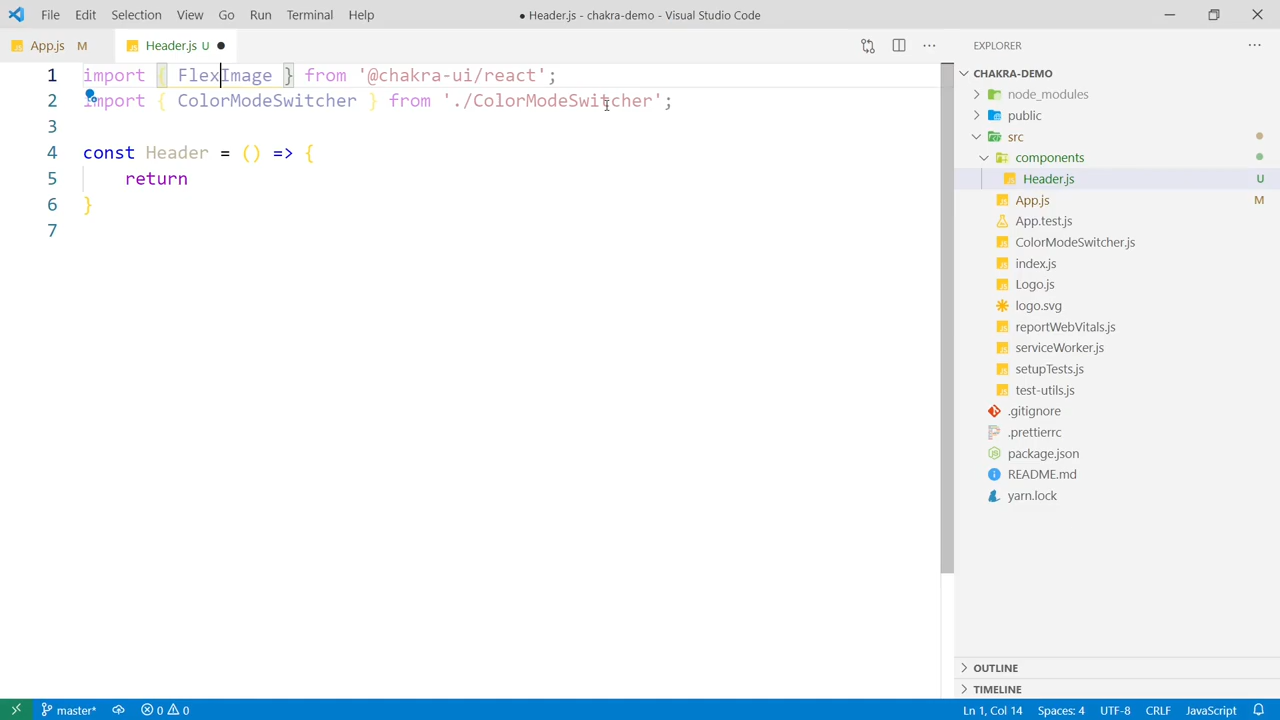 File Edit Selection View Go Run Terminal Help
● Header.js - chakra-demo - Visual Studio Code
App.js M
Header.js U ●
1 import { FlexImage } from '@chakra-ui/react';
2 import { ColorModeSwitcher } from './ColorModeSwitcher';
3
4 const Header = () => {
5 return
6 }
7
EXPLORER
CHAKRA-DEMO
node_modules
public
src
components
Header.js U
App.js M
App.test.js
ColorModeSwitcher.js
index.js
Logo.js
logo.svg
reportWebVitals.js
serviceWorker.js
setupTests.js
test-utils.js
.gitignore
.prettierrc
package.json
README.md
yarn.lock
OUTLINE
TIMELINE
master* 0 0 Ln 1, Col 14 Spaces: 4 UTF-8 CRLF JavaScript